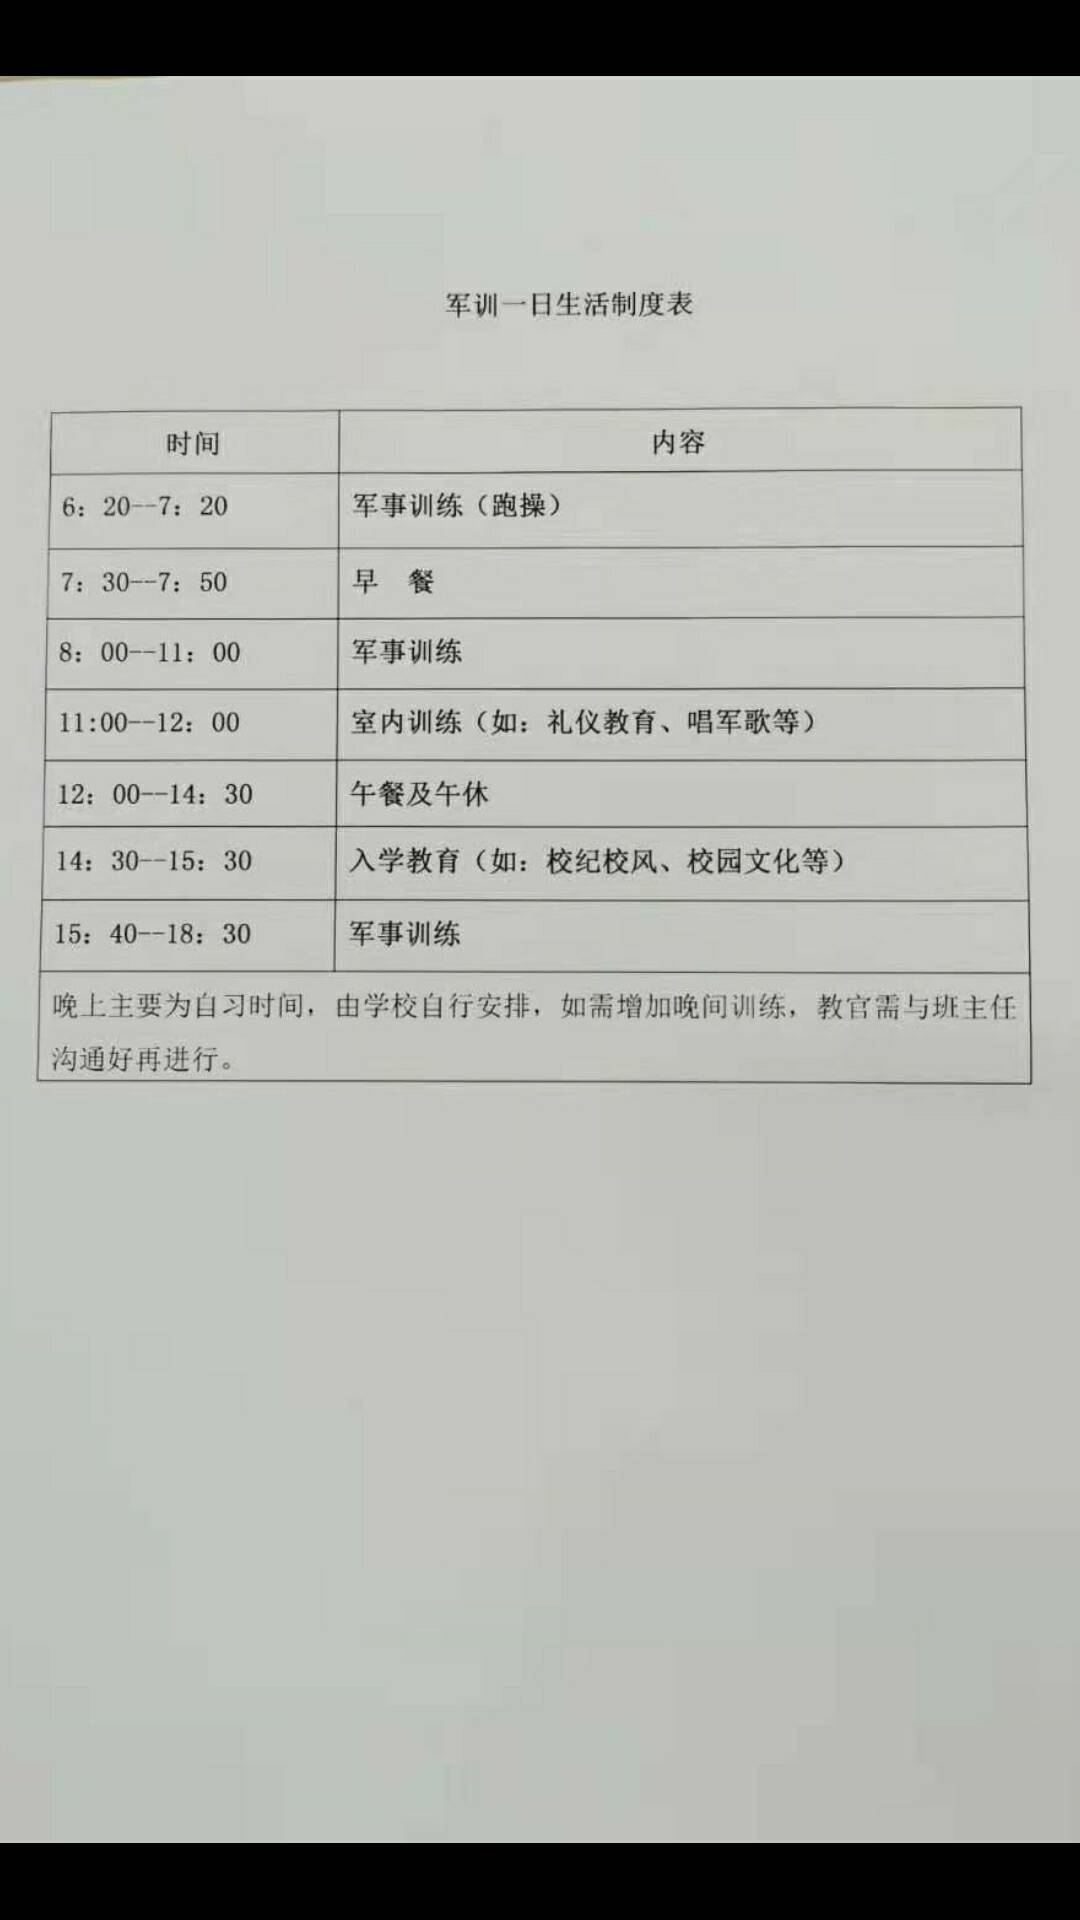 军训一日生活制度表
时间 内容
6：20--7：20 军事训练（跑操）
7：30--7：50 早　餐
8：00--11：00 军事训练
11:00--12：00 室内训练（如：礼仪教育、唱军歌等）
12：00--14：30 午餐及午休
14：30--15：30 入学教育（如：校纪校风、校园文化等）
15：40--18：30 军事训练
晚上主要为自习时间，由学校自行安排，如需增加晚间训练，教官需与班主任
沟通好再进行。